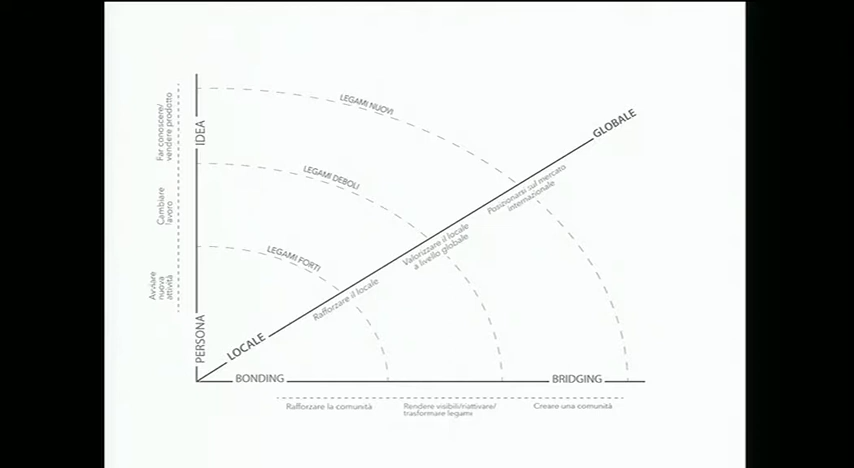 LEGAMI NUOVI
GLOBALE
Far conoscere/
vendere prodotto
IDEA
LEGAMI DEBOLI
Posizionarsi sul mercato
internazionale
Cambiare
lavoro
Valorizzare il locale
a livello globale
LEGAMI FORTI
Avviare
nuova
attività
Rafforzare il locale
PERSONA
LOCALE
BONDING
BRIDGING
Rafforzare la comunità
Rendere visibili/riattivare/
trasformare legami
Creare una comunità